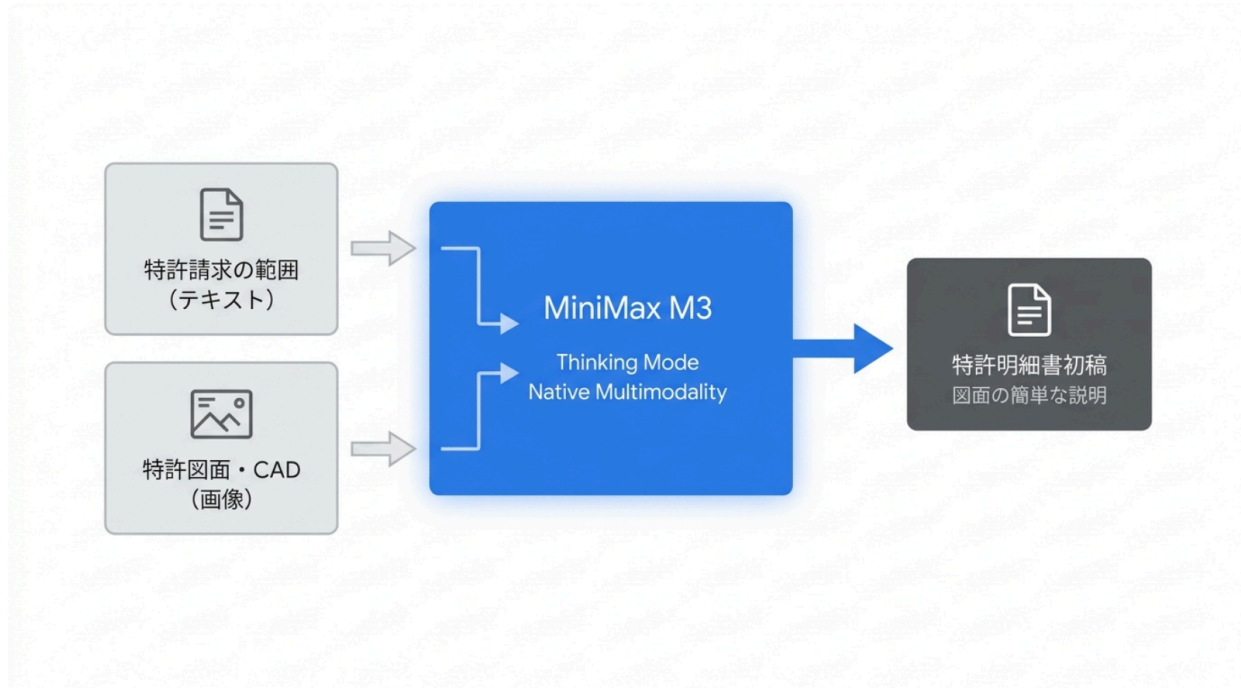 特許請求の範囲
（テキスト）
特許図面・CAD
（画像）
MiniMax M3
Thinking Mode
Native Multimodality
特許明細書初稿
図面の簡単な説明